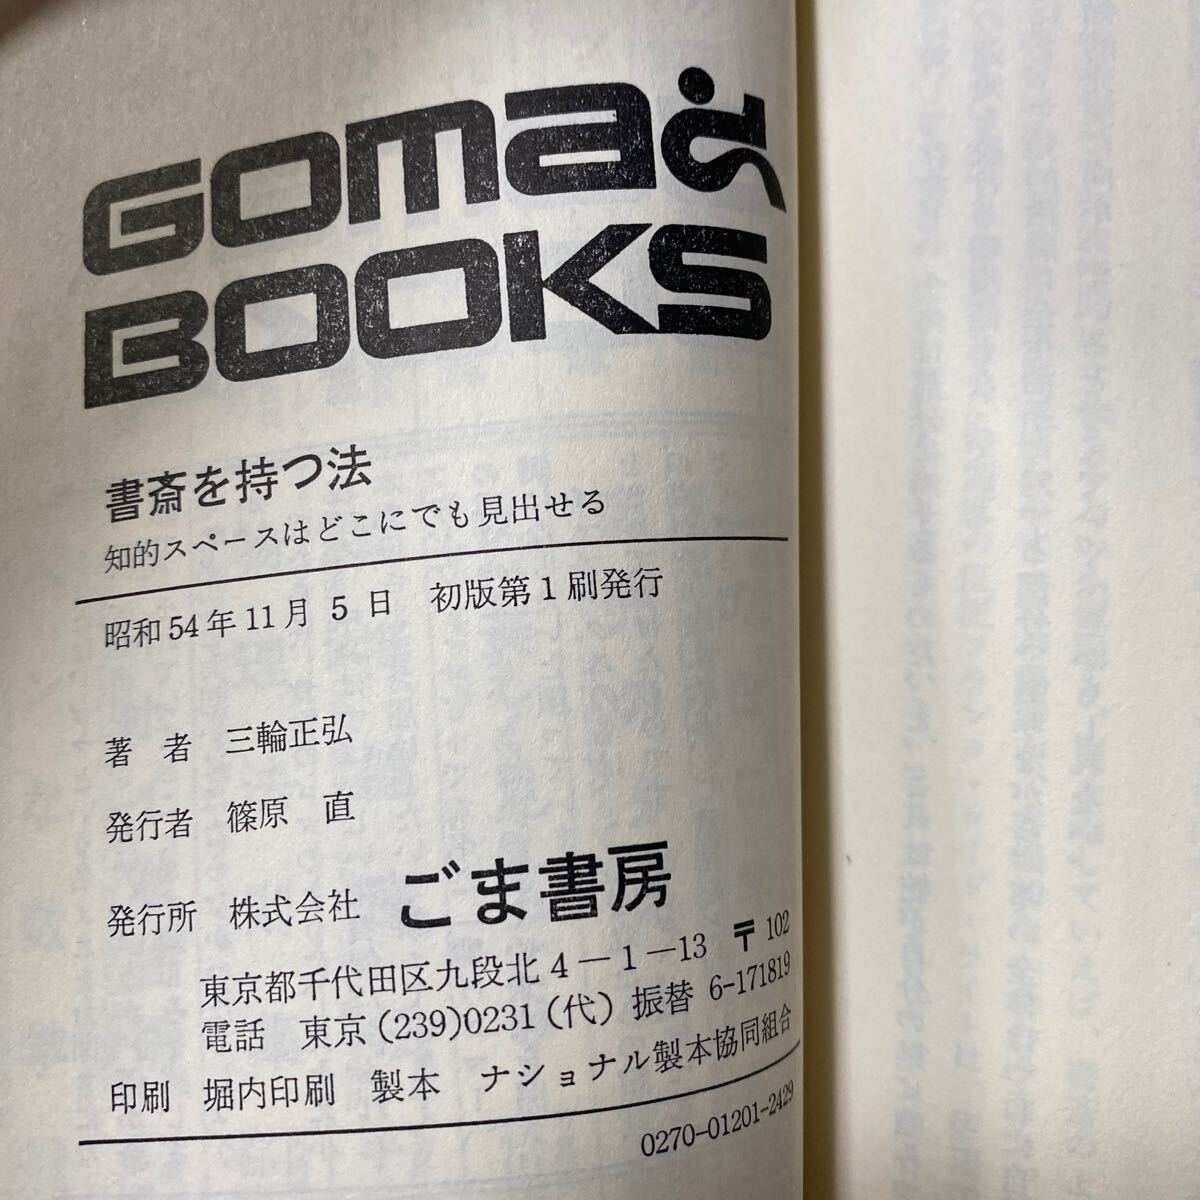 GOMA
BOOKS
書斎を持つ法
知的スペースはどこにでも見出せる
昭和54年11月5日 初版第1刷発行
著者 三輪正弘
発行者 篠原 直
発行所 株式会社 ごま書房
東京都千代田区九段北4-1-13 〒102
電話 東京(239)0231(代) 振替 6-171819
印刷 堀内印刷 製本 ナショナル製本協同組合
0270-01201-2429